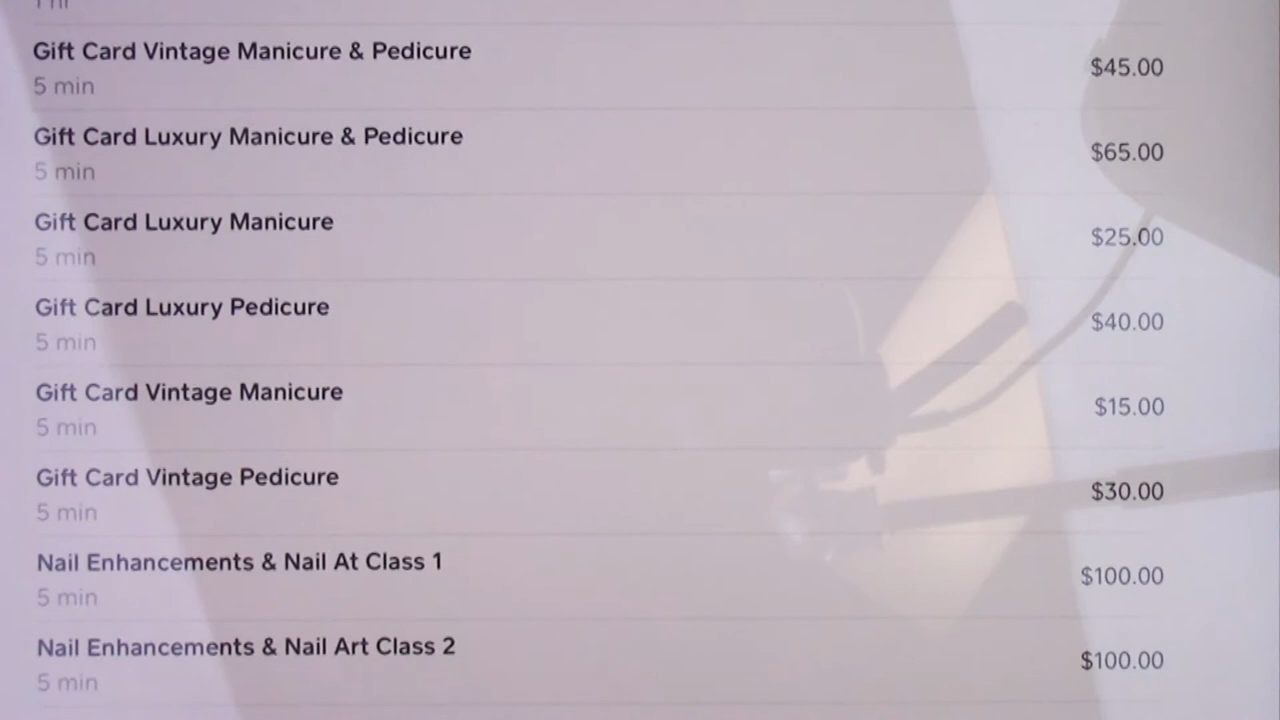 Gift Card Vintage Manicure & Pedicure
5 min
$45.00
Gift Card Luxury Manicure & Pedicure
5 min
$65.00
Gift Card Luxury Manicure
5 min
$25.00
Gift Card Luxury Pedicure
5 min
$40.00
Gift Card Vintage Manicure
5 min
$15.00
Gift Card Vintage Pedicure
5 min
$30.00
Nail Enhancements & Nail At Class 1
5 min
$100.00
Nail Enhancements & Nail Art Class 2
5 min
$100.00